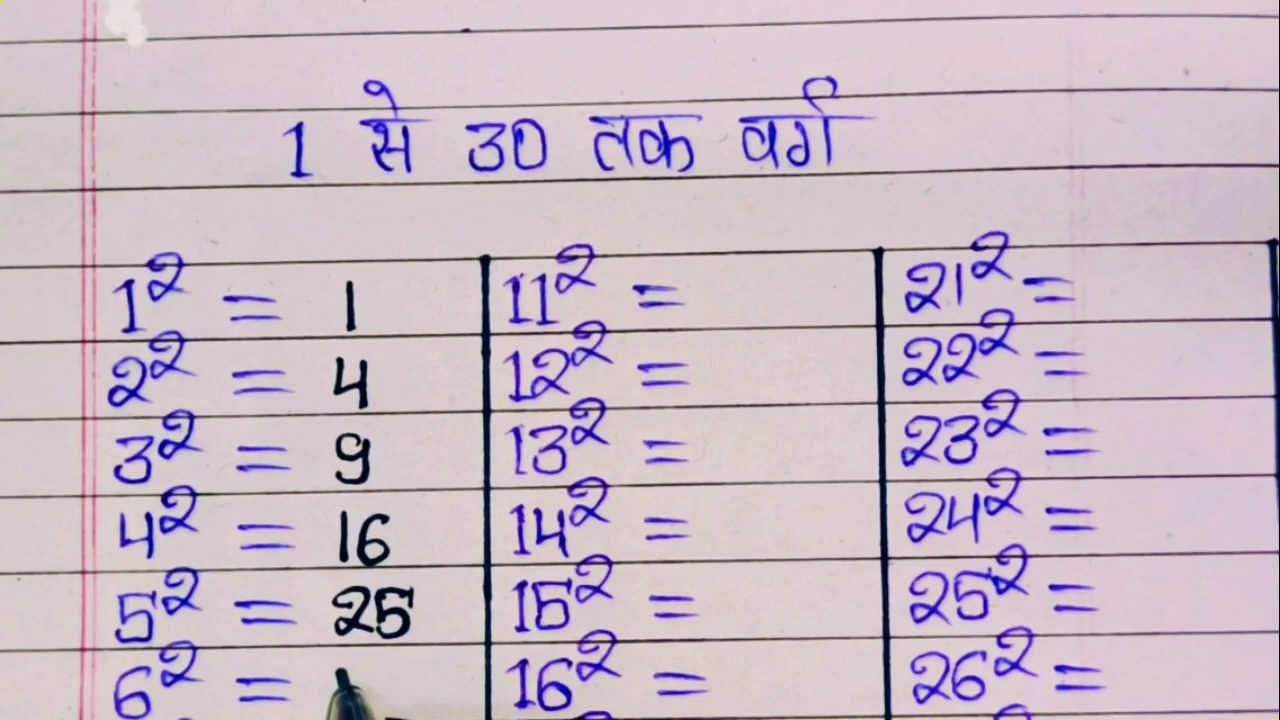 1 से 30 तक वर्ग
1² = 1 11² = 21² =
2² = 4 12² = 22² =
3² = 9 13² = 23² =
4² = 16 14² = 24² =
5² = 25 15² = 25² =
6² = 16² = 26² =